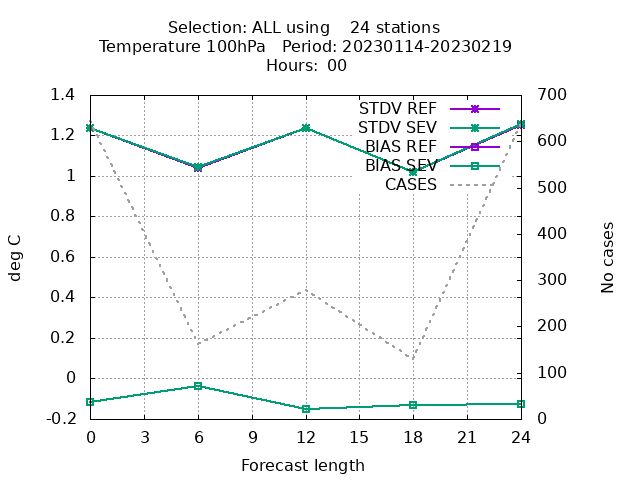 Selection: ALL using    24 stations
Temperature 100hPa   Period: 20230114-20230219
Hours: 00
1.4
1.2
1
0.8
0.6
0.4
0.2
0
-0.2
700
600
500
400
300
200
100
0
STDV REF
STDV SEV
BIAS REF
BIAS SEV
CASES
deg C
No cases
0 3 6 9 12 15 18 21 24
Forecast length